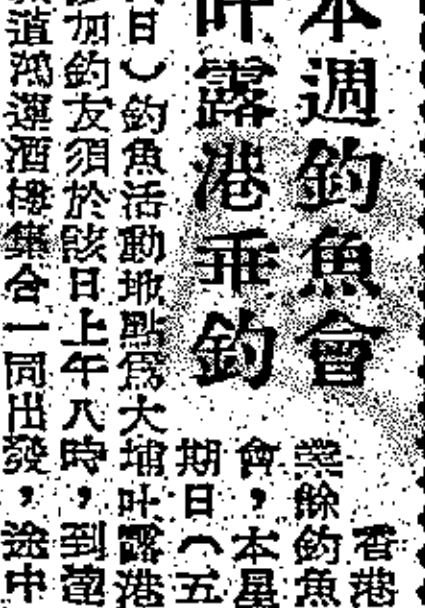 本週釣魚會
吐露港垂釣
香港
業餘釣魚
會，本星
期日（五
日）釣魚活動地點爲大埔吐露港
加釣友須於該日上午八時，到
道鴻運酒樓集合一同出發，途中